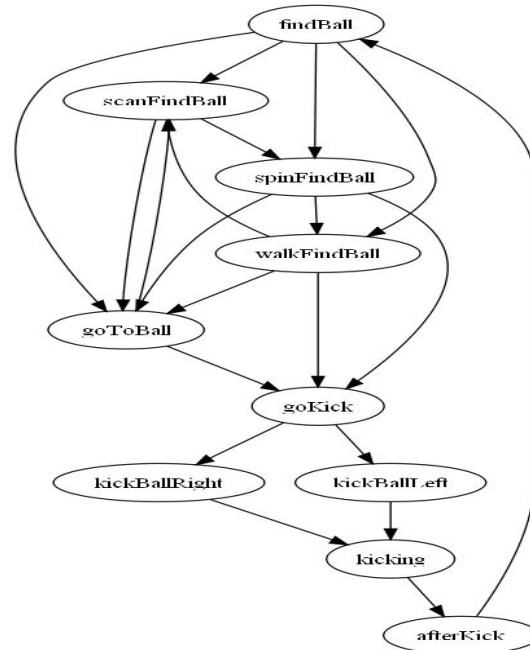 findBall
scanFindBall
spinFindBall
walkFindBall
goToBall
goKick
kickBallRight
kickBallLeft
kicking
afterKick